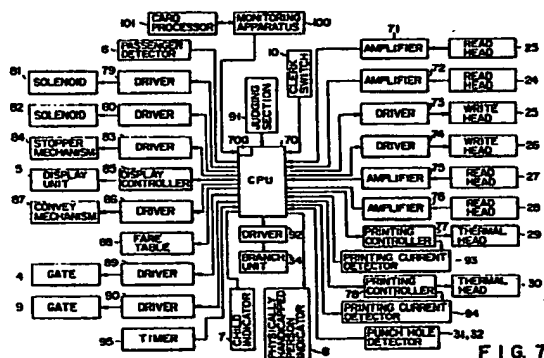 101 CARD PROCESSOR
MONITORING APPARATUS 100
6 PASSENGER DETECTOR
10 CLERK SWITCH
71 AMPLIFIER READ HEAD 23
81 SOLENOID 79 DRIVER
72 AMPLIFIER READ HEAD 24
82 SOLENOID 80 DRIVER
91 JUDGING SECTION
73 DRIVER WRITE HEAD 25
84 STOPPER MECHANISM 83 DRIVER
700 CPU 70
74 DRIVER WRITE HEAD 26
5 DISPLAY UNIT 85 DISPLAY CONTROLLER
75 AMPLIFIER READ HEAD 27
87 CONVEY MECHANISM 86 DRIVER
76 AMPLIFIER READ HEAD 28
88 FARE TABLE
DRIVER 92
77 PRINTING CONTROLLER THERMAL HEAD 29
BRANCH UNIT 54
PRINTING CURRENT DETECTOR 93
4 GATE 89 DRIVER
78 PRINTING CONTROLLER THERMAL HEAD 30
9 GATE 90 DRIVER
PRINTING CURRENT DETECTOR 94
95 TIMER
7 CHILD INDICATOR
PHYSICALLY HANDICAPPED PERSON INDICATOR 8
PUNCH HOLE DETECTOR 31,32
FIG. 7